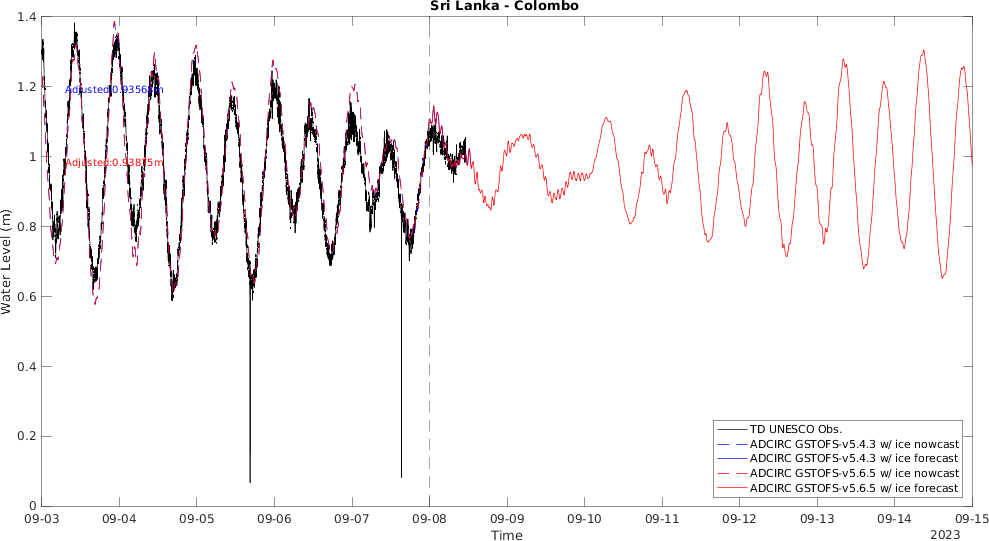 Sri Lanka - Colombo
1.4
1.2
1
0.8
0.6
0.4
0.2
0
Water Level (m)
Adjusted:0.93568m
Adjusted:0.93875m
TD UNESCO Obs.
ADCIRC GSTOFS-v5.4.3 w/ ice nowcast
ADCIRC GSTOFS-v5.4.3 w/ ice forecast
ADCIRC GSTOFS-v5.6.5 w/ ice nowcast
ADCIRC GSTOFS-v5.6.5 w/ ice forecast
09-03 09-04 09-05 09-06 09-07 09-08 09-09 09-10 09-11 09-12 09-13 09-14 09-15
Time
2023